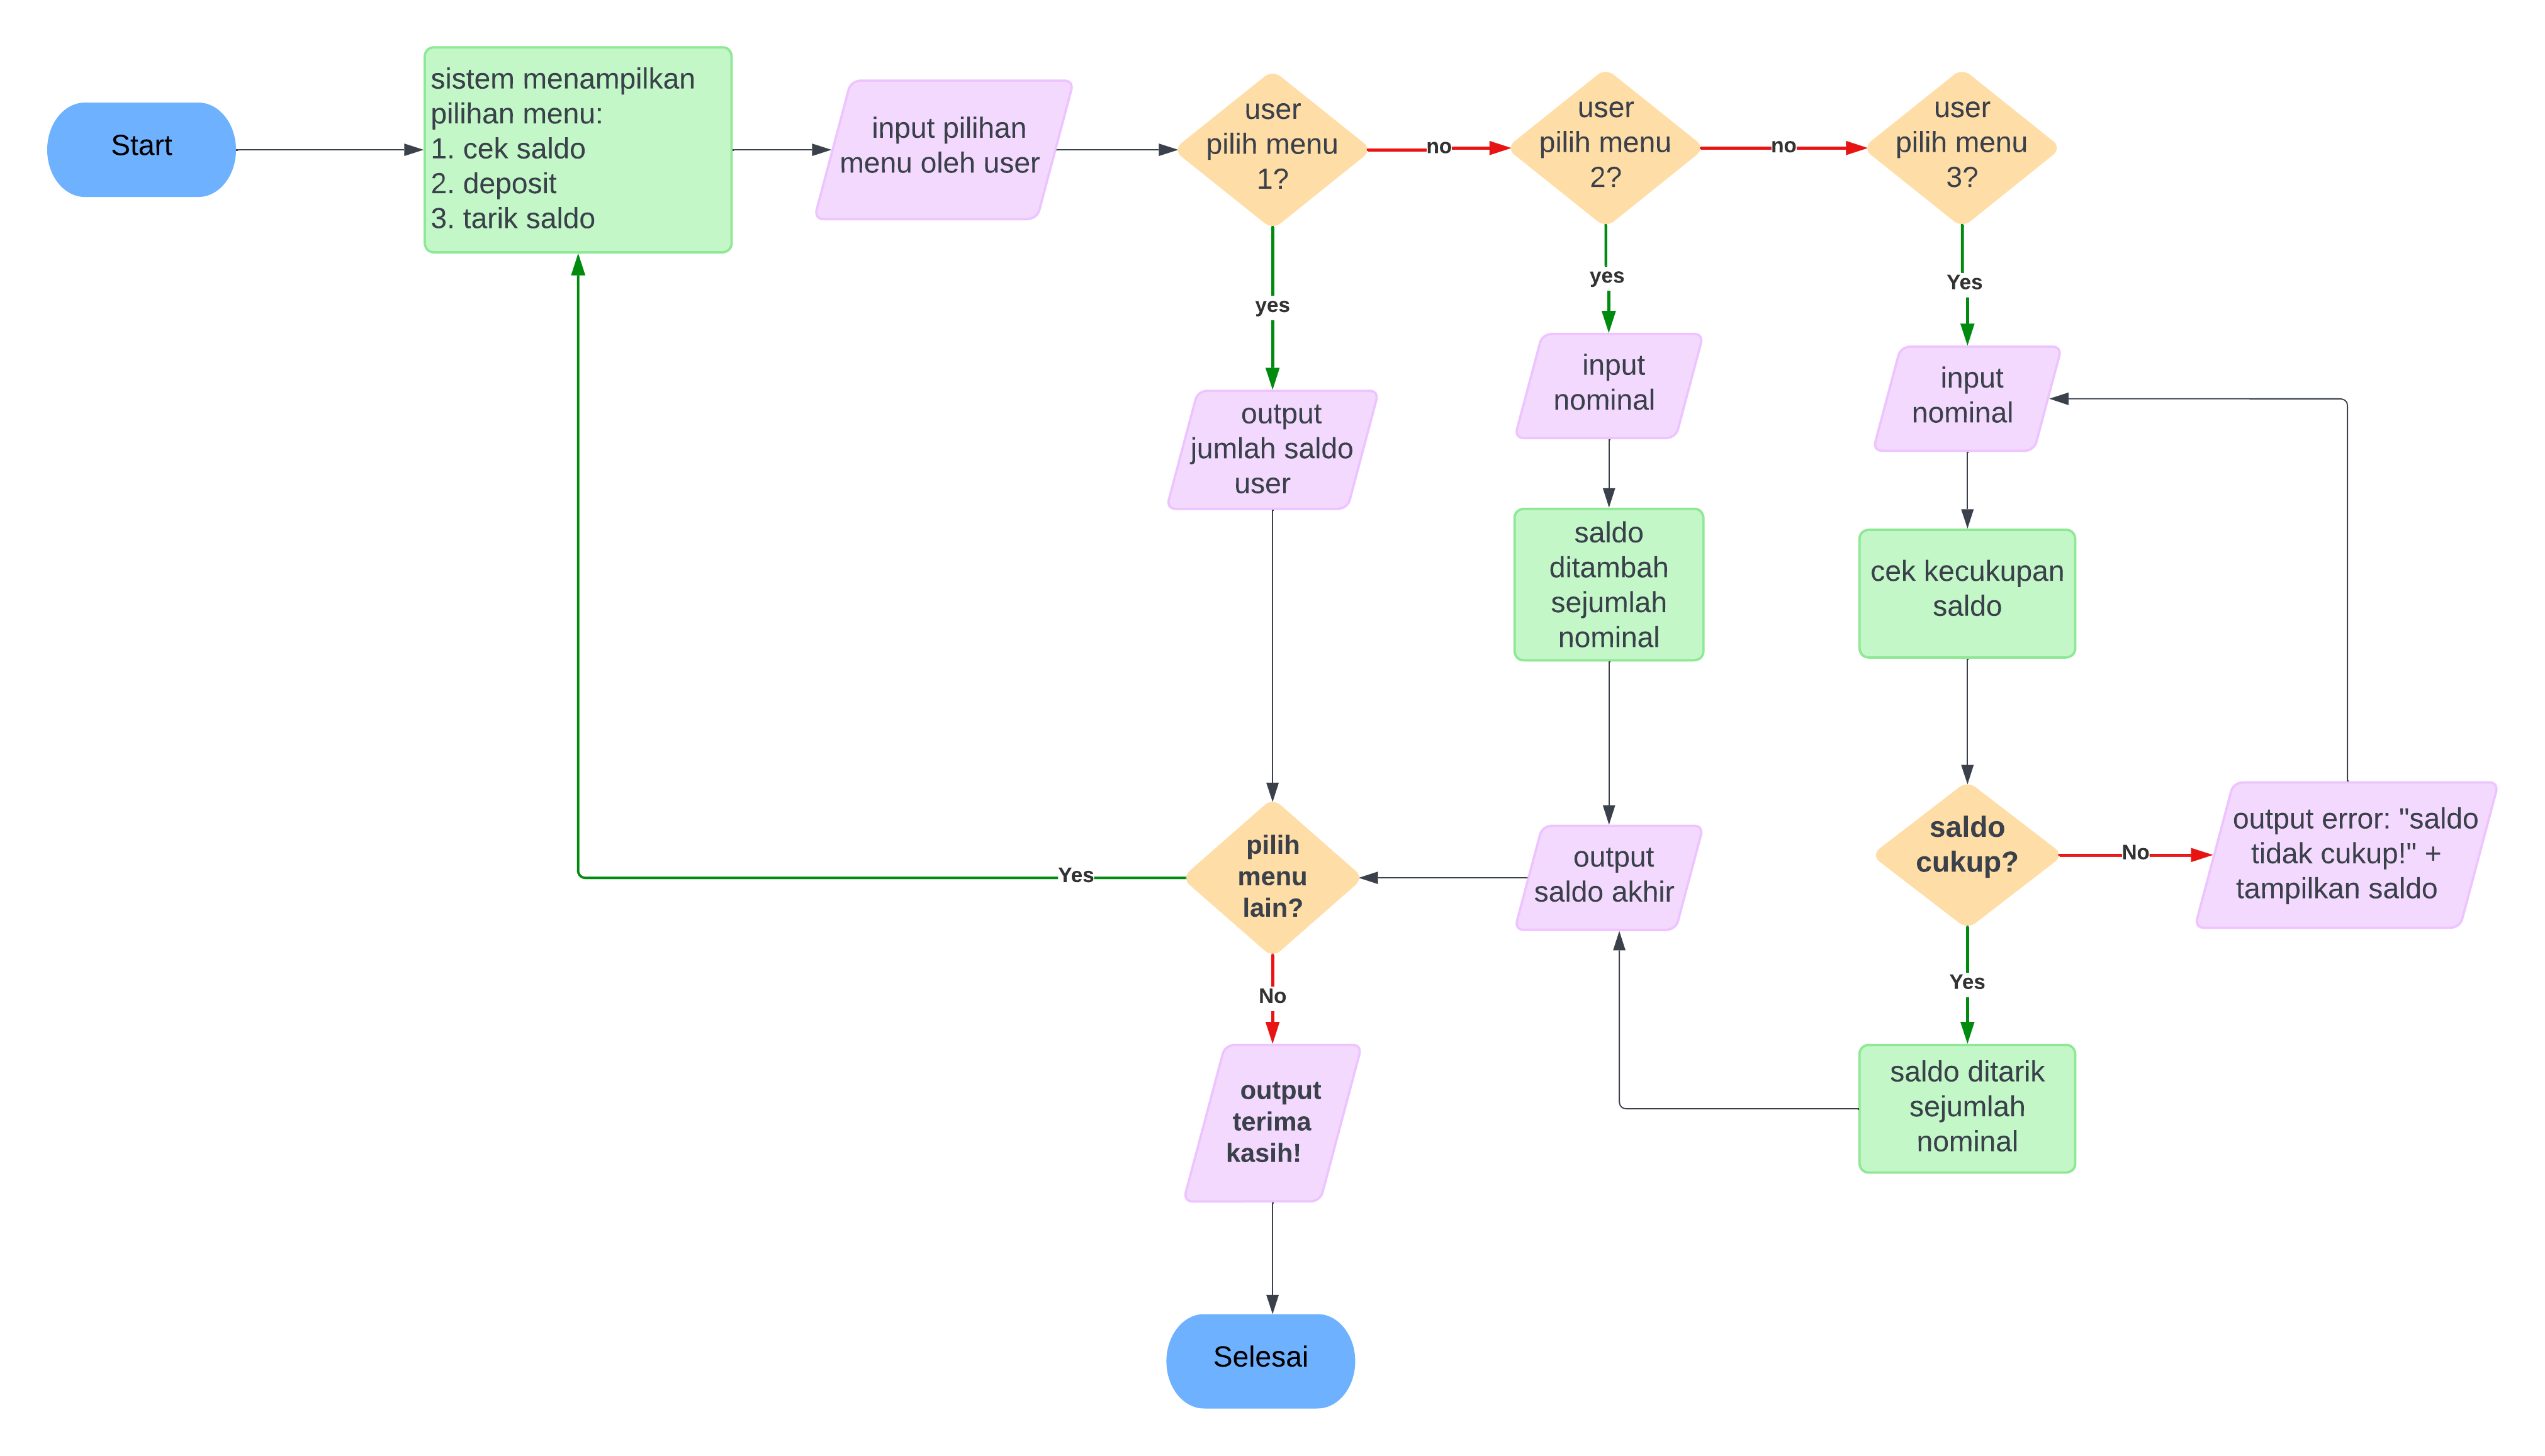 Start
sistem menampilkan
pilihan menu:
1. cek saldo
2. deposit
3. tarik saldo
input pilihan
menu oleh user
user
pilih menu
1?
no
user
pilih menu
2?
no
user
pilih menu
3?
yes
yes
Yes
output
jumlah saldo
user
input
nominal
input
nominal
saldo
ditambah
sejumlah
nominal
cek kecukupan
saldo
Yes
pilih
menu
lain?
output
saldo akhir
saldo
cukup?
No
output error: "saldo
tidak cukup!" +
tampilkan saldo
No
Yes
output
terima
kasih!
saldo ditarik
sejumlah
nominal
Selesai